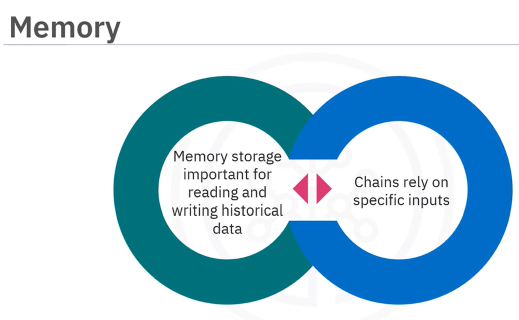 Memory
Memory storage
important for
reading and
writing historical
data
Chains rely on
specific inputs